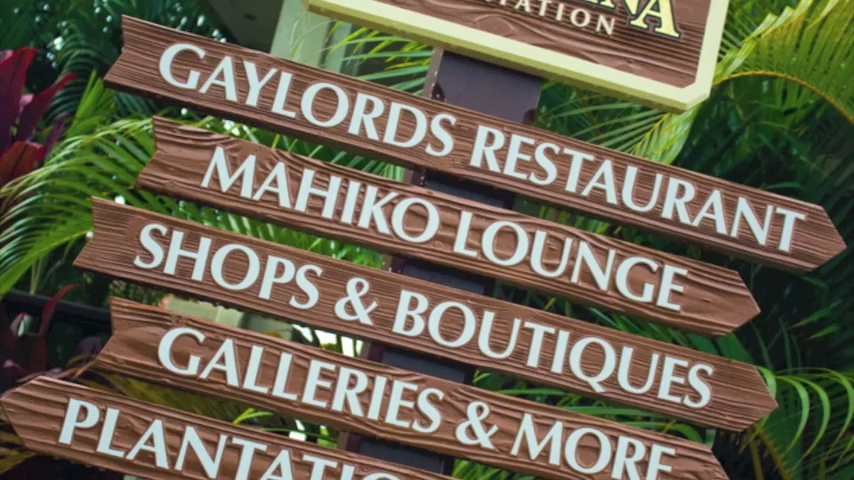 GAYLORDS RESTAURANT
MAHIKO LOUNGE
SHOPS & BOUTIQUES
GALLERIES & MORE